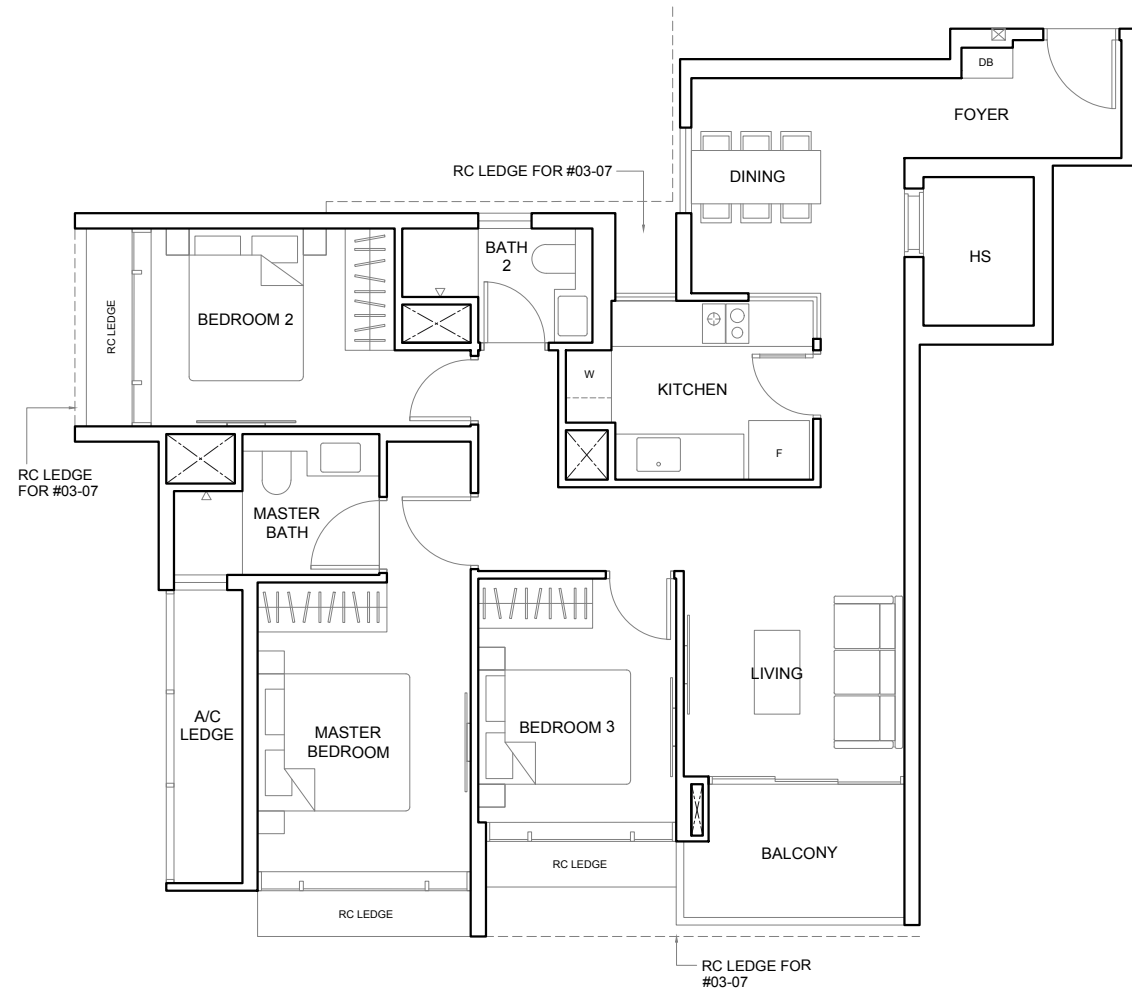 DB
FOYER
RC LEDGE FOR #03-07
DINING
BATH
2
HS
RC LEDGE
BEDROOM 2
W
KITCHEN
F
RC LEDGE
FOR #03-07
MASTER
BATH
A/C
LEDGE
MASTER
BEDROOM
BEDROOM 3
LIVING
RC LEDGE
BALCONY
RC LEDGE
RC LEDGE FOR
#03-07